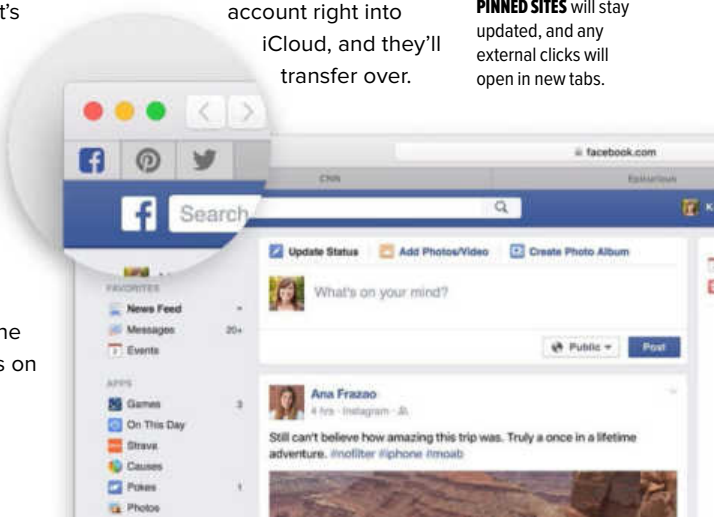 t's
account right into
iCloud, and they'll
transfer over.
PINNED SITES will stay
updated, and any
external clicks will
open in new tabs.
he
s on
facebook.com
CNN
Epicurious
Search
K
Update Status
Add Photos/Video
Create Photo Album
What's on your mind?
Public
Post
FAVORITES
News Feed
Messages 20+
Events
APPS
Games 3
On This Day
Strava
Causes
Pokes 1
Photos
Ana Frazao
4 hrs · Instagram ·
Still can't believe how amazing this trip was. Truly a once in a lifetime
adventure. #nofilter #iphone #moab